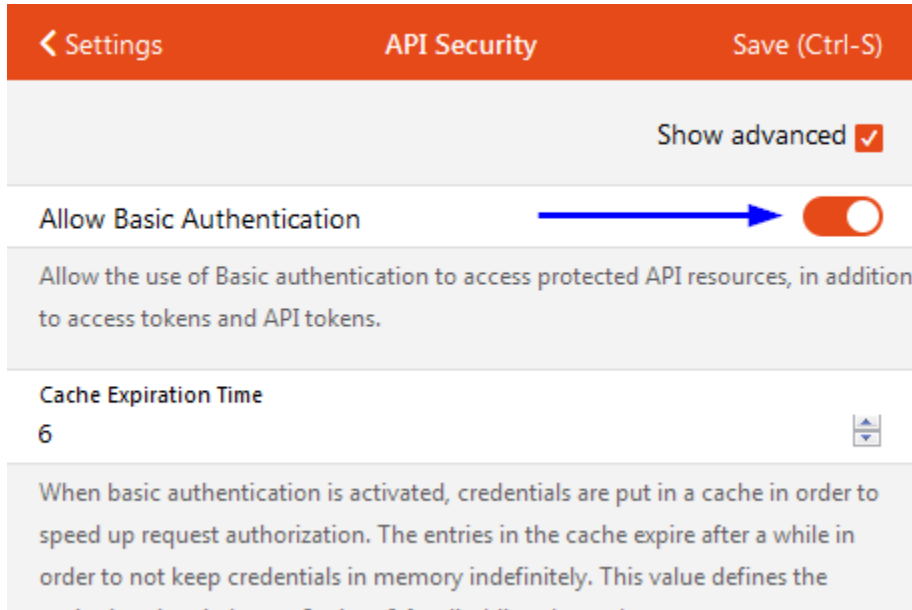 Settings
API Security
Save (Ctrl-S)
Show advanced
Allow Basic Authentication
Allow the use of Basic authentication to access protected API resources, in addition
to access tokens and API tokens.
Cache Expiration Time
6
When basic authentication is activated, credentials are put in a cache in order to
speed up request authorization. The entries in the cache expire after a while in
order to not keep credentials in memory indefinitely. This value defines the